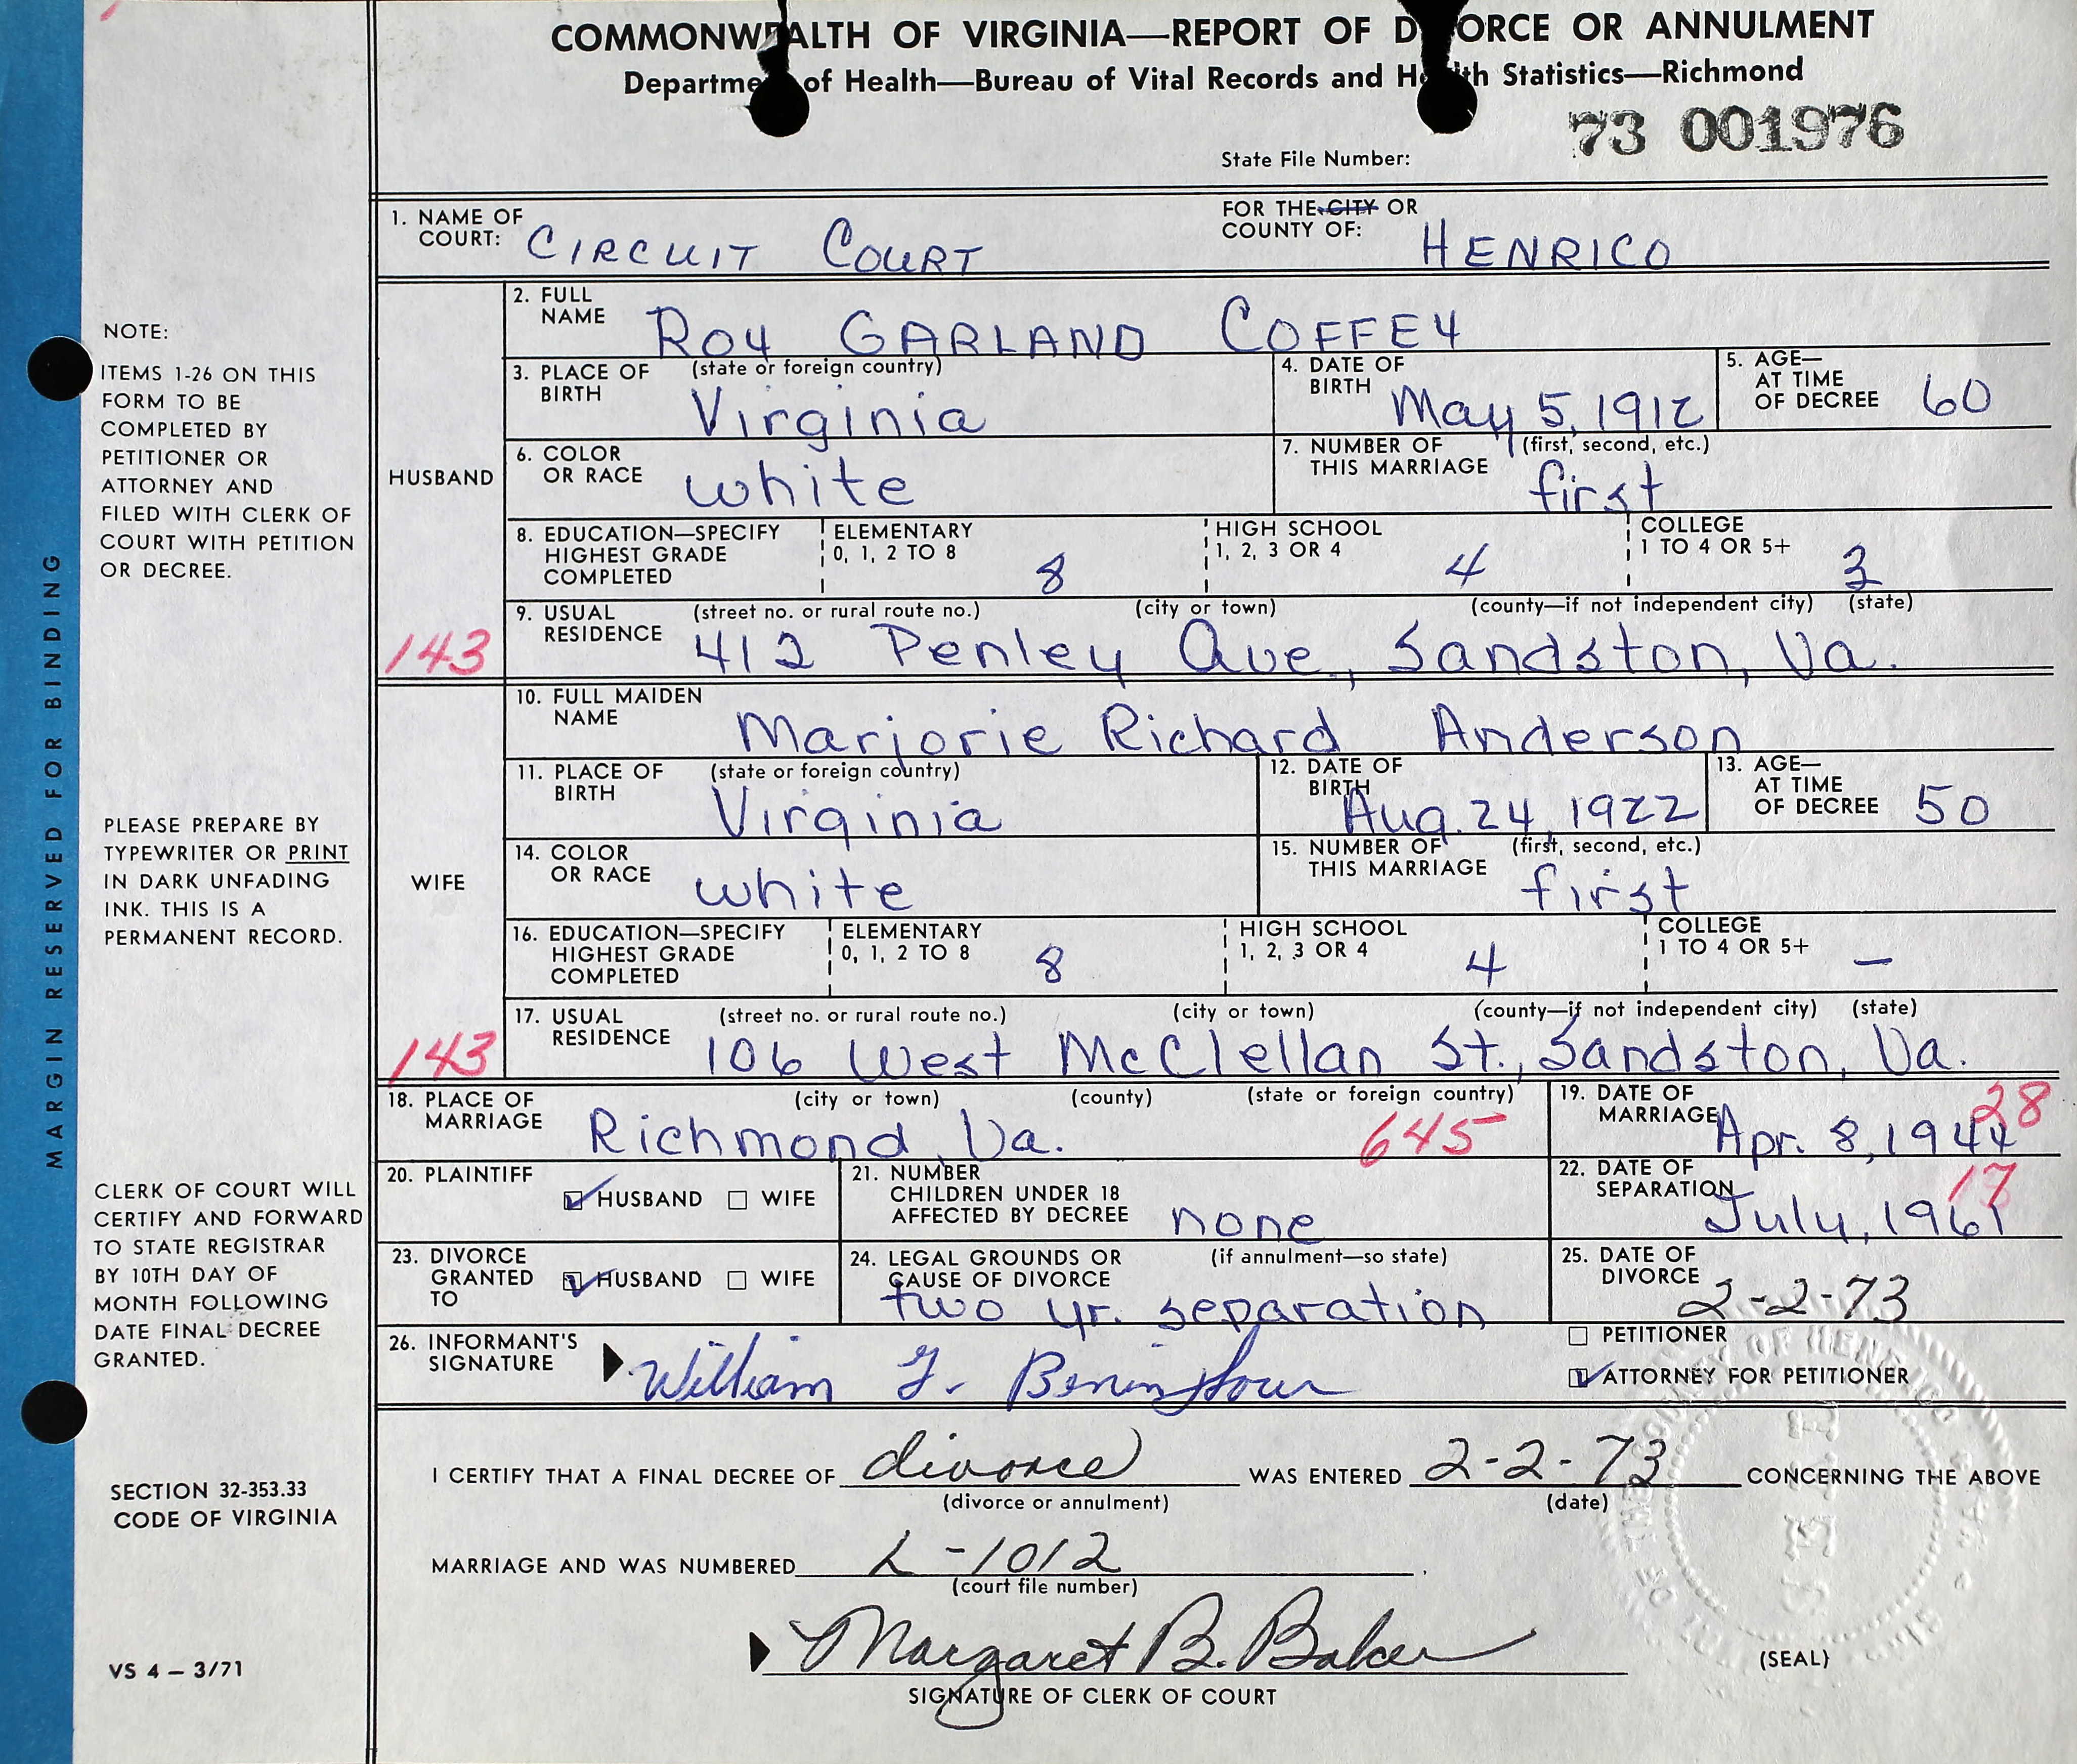 COMMONWEALTH OF VIRGINIA—REPORT OF DIVORCE OR ANNULMENT
Department of Health—Bureau of Vital Records and Health Statistics—Richmond
State File Number: 73 001976
1. NAME OF COURT: CIRCUIT COURT FOR THE CITY OR COUNTY OF: HENRICO
HUSBAND
2. FULL NAME ROY GARLAND COFFEY
3. PLACE OF BIRTH (state or foreign country) Virginia 4. DATE OF BIRTH May 5, 1912 5. AGE—AT TIME OF DECREE 60
6. COLOR OR RACE white 7. NUMBER OF THIS MARRIAGE (first, second, etc.) first
8. EDUCATION—SPECIFY HIGHEST GRADE COMPLETED ELEMENTARY 0, 1, 2 TO 8 8 HIGH SCHOOL 1, 2, 3 OR 4 4 COLLEGE 1 TO 4 OR 5+ 3
9. USUAL RESIDENCE (street no. or rural route no.) (city or town) (county—if not independent city) (state)
143 412 Penley Ave., Sandston, Va.
WIFE
10. FULL MAIDEN NAME Marjorie Richard Anderson
11. PLACE OF BIRTH (state or foreign country) Virginia 12. DATE OF BIRTH Aug. 24, 1922 13. AGE—AT TIME OF DECREE 50
14. COLOR OR RACE white 15. NUMBER OF THIS MARRIAGE (first, second, etc.) first
16. EDUCATION—SPECIFY HIGHEST GRADE COMPLETED ELEMENTARY 0, 1, 2 TO 8 8 HIGH SCHOOL 1, 2, 3 OR 4 4 COLLEGE 1 TO 4 OR 5+ —
17. USUAL RESIDENCE (street no. or rural route no.) (city or town) (county—if not independent city) (state)
143 106 West McClellan St., Sandston, Va.
18. PLACE OF MARRIAGE (city or town) (county) (state or foreign country) Richmond, Va. 645 19. DATE OF MARRIAGE Apr. 8, 1944 28
20. PLAINTIFF HUSBAND WIFE 21. NUMBER CHILDREN UNDER 18 AFFECTED BY DECREE none 22. DATE OF SEPARATION July, 1961 17
23. DIVORCE GRANTED TO HUSBAND WIFE 24. LEGAL GROUNDS OR CAUSE OF DIVORCE (if annulment—so state) two yr. separation 25. DATE OF DIVORCE 2-2-73
26. INFORMANT'S SIGNATURE William PETITIONER
ATTORNEY FOR PETITIONER
I CERTIFY THAT A FINAL DECREE OF divorce WAS ENTERED 2-2-73 CONCERNING THE ABOVE
(divorce or annulment) (date)
MARRIAGE AND WAS NUMBERED L-1012.
(court file number)
Margaret B. Baker
SIGNATURE OF CLERK OF COURT
(SEAL)
MARGIN RESERVED FOR BINDING
NOTE:
ITEMS 1-26 ON THIS
FORM TO BE
COMPLETED BY
PETITIONER OR
ATTORNEY AND
FILED WITH CLERK OF
COURT WITH PETITION
OR DECREE.
PLEASE PREPARE BY
TYPEWRITER OR PRINT
IN DARK UNFADING
INK. THIS IS A
PERMANENT RECORD.
CLERK OF COURT WILL
CERTIFY AND FORWARD
TO STATE REGISTRAR
BY 10TH DAY OF
MONTH FOLLOWING
DATE FINAL DECREE
GRANTED.
SECTION 32-353.33
CODE OF VIRGINIA
VS 4 – 3/71